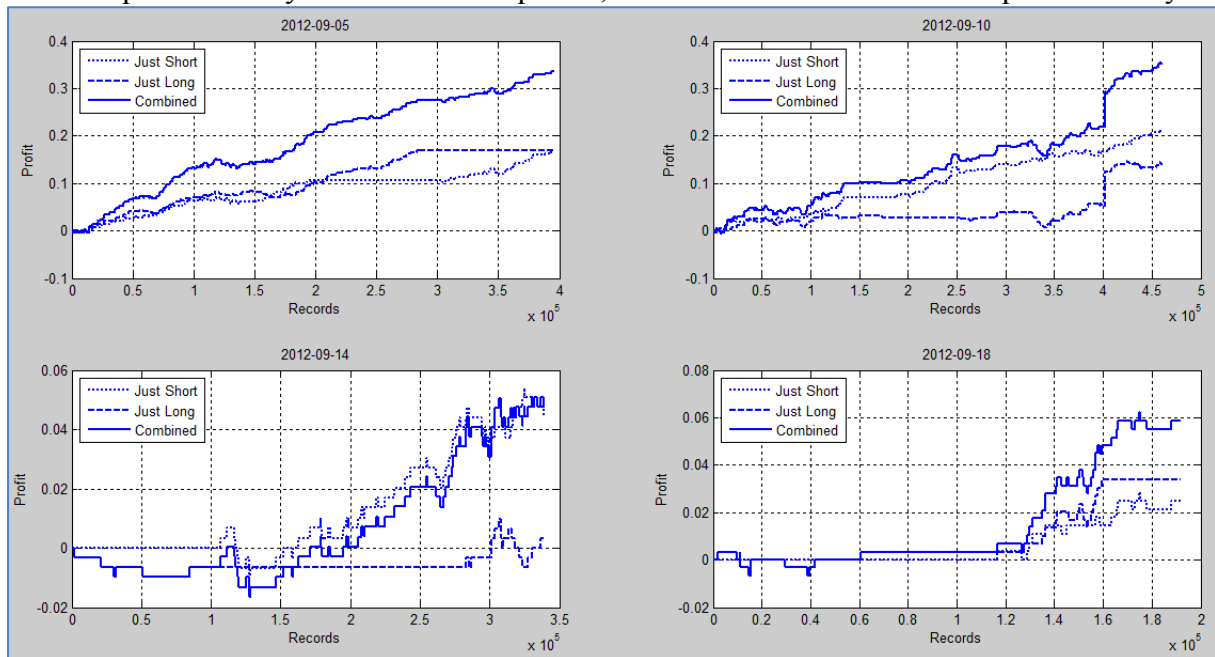 2012-09-05
0.4
0.3
0.2
0.1
0
-0.1
Profit
Just Short
Just Long
Combined
0 0.5 1 1.5 2 2.5 3 3.5 4
Records
x 10^5
2012-09-10
0.4
0.3
0.2
0.1
0
-0.1
Profit
Just Short
Just Long
Combined
0 0.5 1 1.5 2 2.5 3 3.5 4 4.5 5
Records
x 10^5
2012-09-14
0.06
0.04
0.02
0
-0.02
Profit
Just Short
Just Long
Combined
0 0.5 1 1.5 2 2.5 3 3.5
Records
x 10^5
2012-09-18
0.08
0.06
0.04
0.02
0
-0.02
Profit
Just Short
Just Long
Combined
0 0.2 0.4 0.6 0.8 1 1.2 1.4 1.6 1.8 2
Records
x 10^5